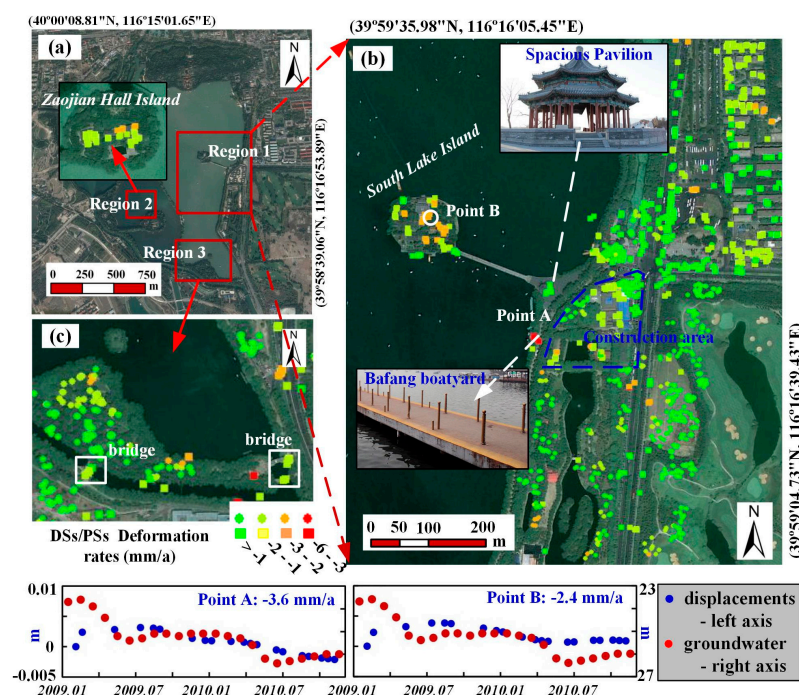 (40°00'08.81"N, 116°15'01.65"E)
(39°59'35.98"N, 116°16'05.45"E)
(a)
N
Zaojian Hall Island
Region 1
Region 2
Region 3
0 250 500 750
m
(39°58'39.06"N, 116°16'53.89"E)
(b)
Spacious Pavilion
South Lake Island
Point B
Point A
Construction area
Bafang boatyard
0 50 100 200
m
N
(39°59'04.73"N, 116°16'39.43"E)
(c)
N
bridge
bridge
DSs/PSs Deformation
rates (mm/a)
>-1
-2 - -1
-3 - -2
-6 - -3
0.01
m
0
-0.005
Point A: -3.6 mm/a
Point B: -2.4 mm/a
23
m
27
2009.01 2009.07 2010.01 2010.07 2009.01 2009.07 2010.01 2010.07
displacements
- left axis
groundwater
- right axis